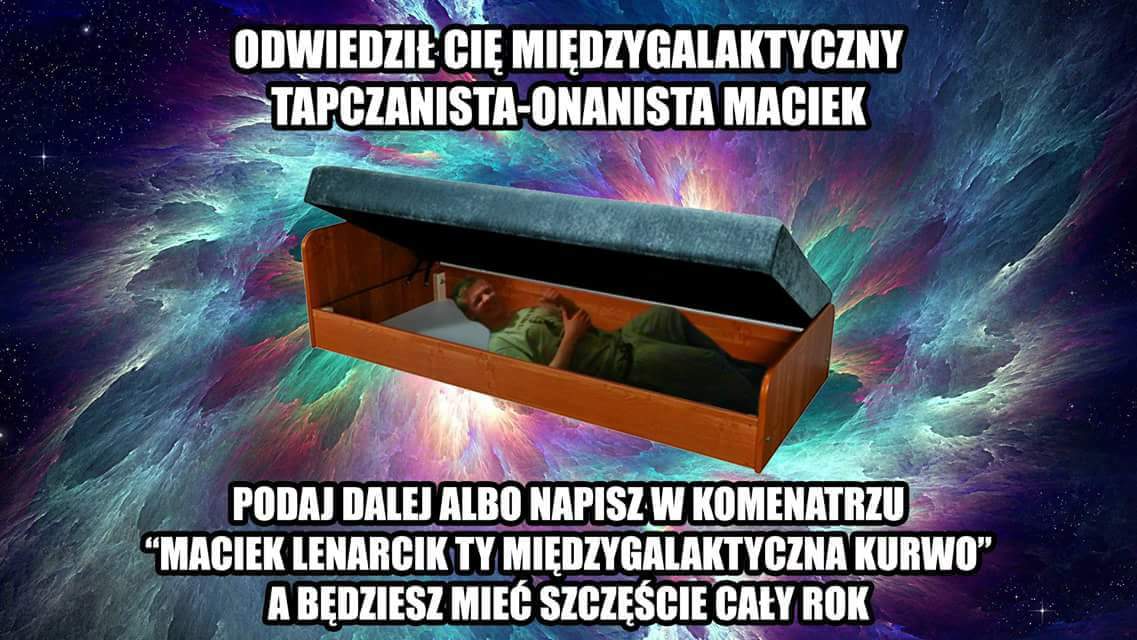 ODWIEDZIŁ CIĘ MIĘDZYGALAKTYCZNY
TAPCZANISTA-ONANISTA MACIEK
PODAJ DALEJ ALBO NAPISZ W KOMENATRZU
“MACIEK LENARCIK TY MIĘDZYGALAKTYCZNA KURWO”
A BĘDZIESZ MIEĆ SZCZĘŚCIE CAŁY ROK